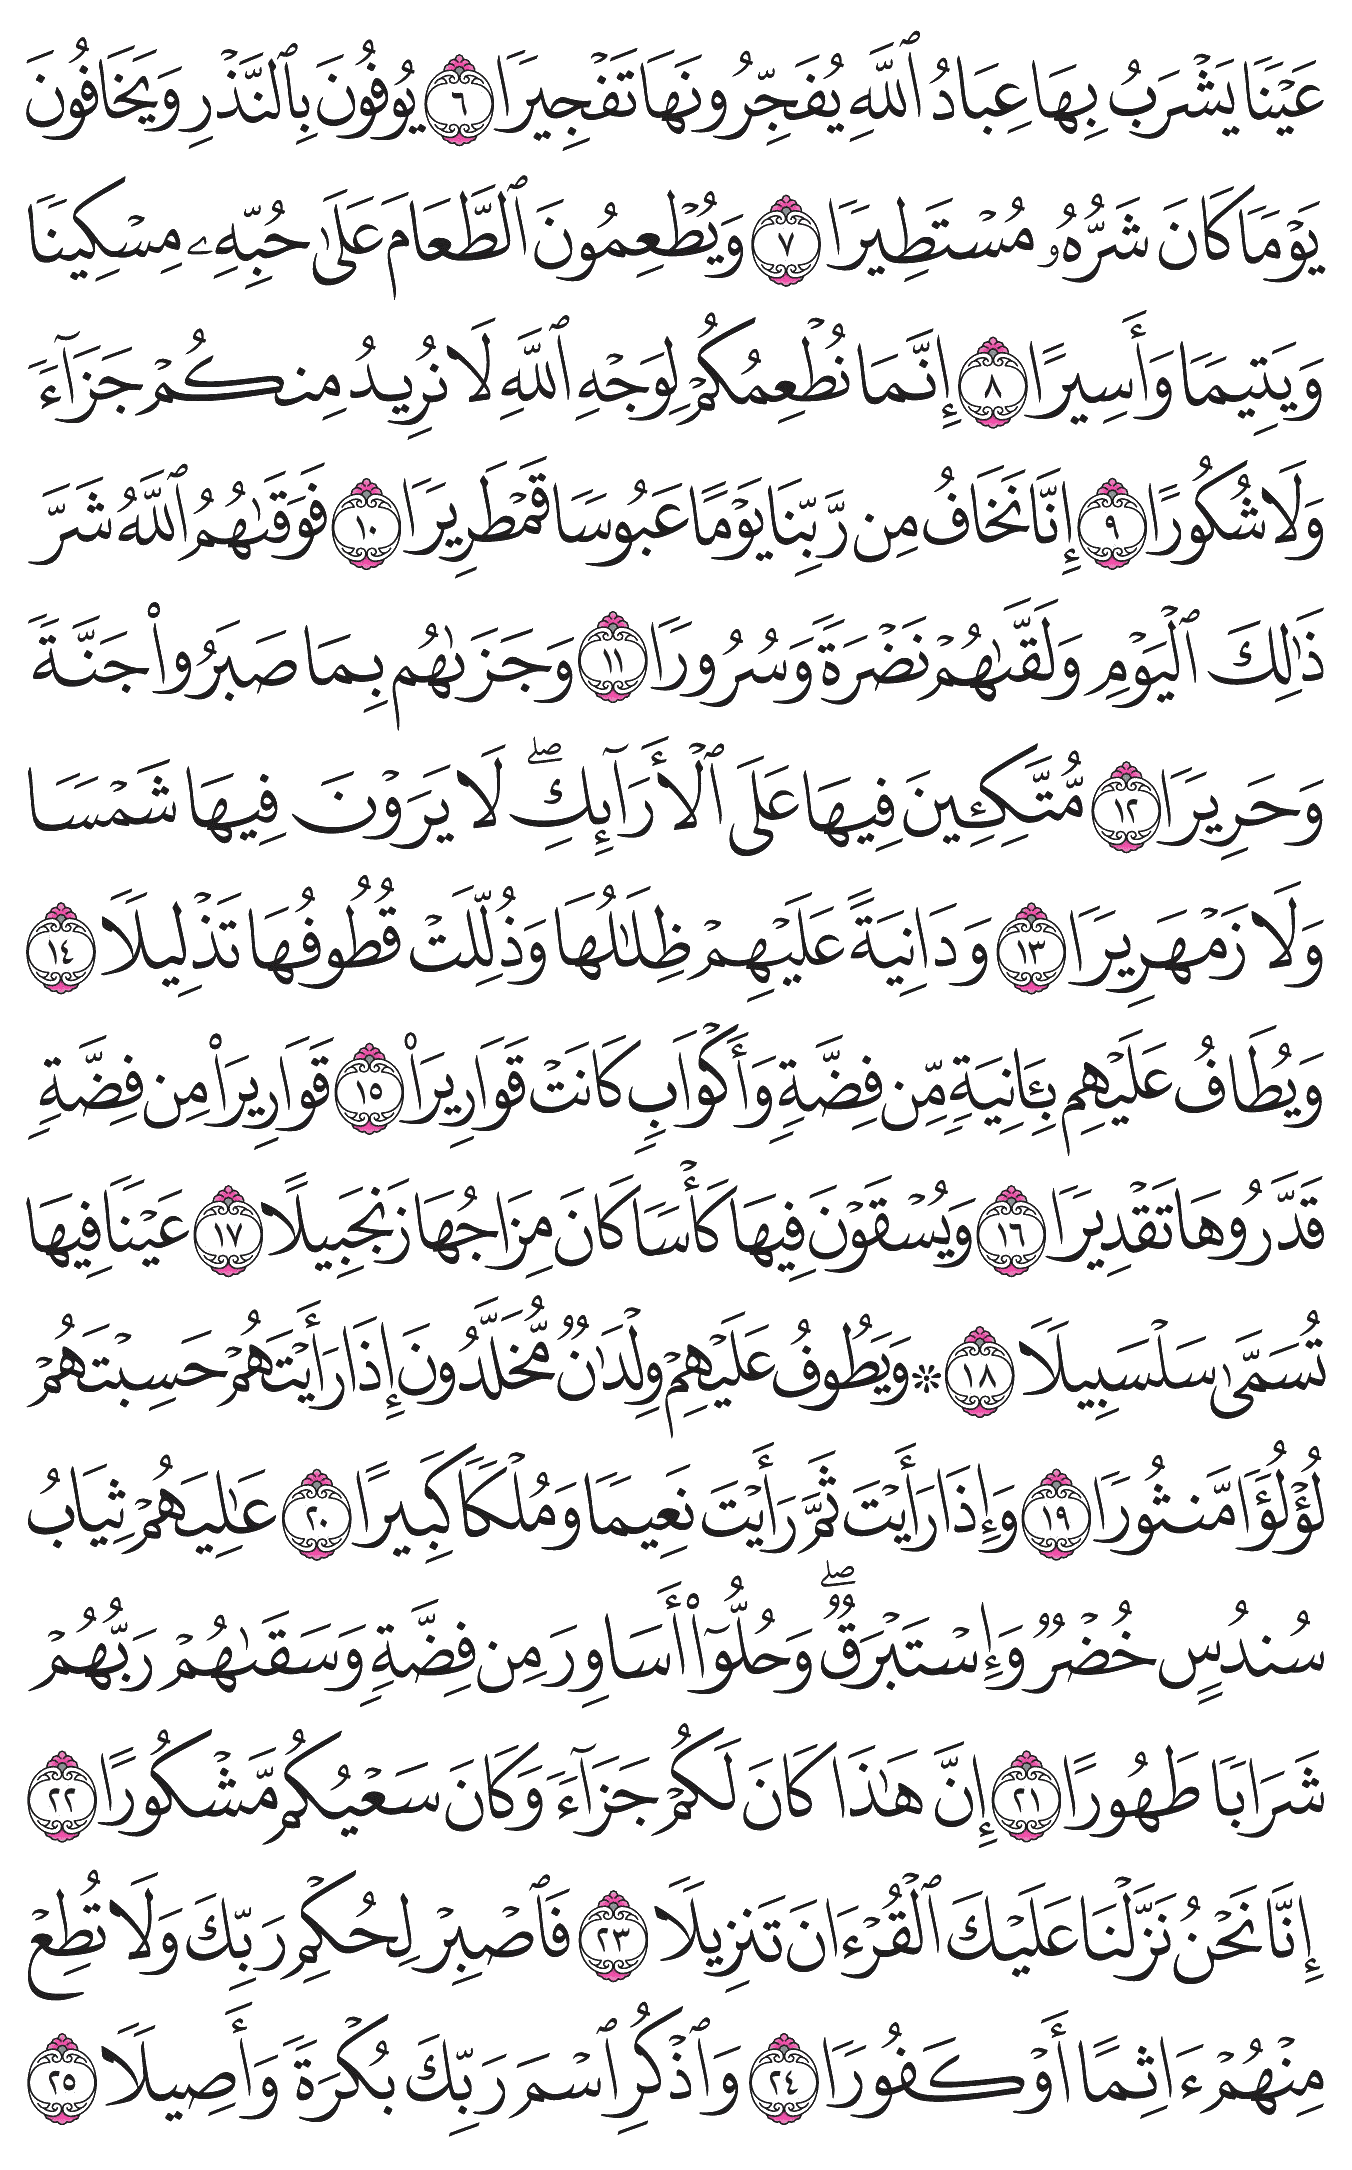 عَيۡنٗا يَشۡرَبُ بِهَا عِبَادُ ٱللَّهِ يُفَجِّرُونَهَا تَفۡجِيرٗا ٦ يُوفُونَ بِٱلنَّذۡرِ وَيَخَافُونَ
يَوۡمٗا كَانَ شَرُّهُۥ مُسۡتَطِيرٗا ٧ وَيُطۡعِمُونَ ٱلطَّعَامَ عَلَىٰ حُبِّهِۦ مِسۡكِينٗا
وَيَتِيمٗا وَأَسِيرًا ٨ إِنَّمَا نُطۡعِمُكُمۡ لِوَجۡهِ ٱللَّهِ لَا نُرِيدُ مِنكُمۡ جَزَآءٗ
وَلَا شُكُورًا ٩ إِنَّا نَخَافُ مِن رَّبِّنَا يَوۡمًا عَبُوسٗا قَمۡطَرِيرٗا ١٠ فَوَقَىٰهُمُ ٱللَّهُ شَرَّ
ذَٰلِكَ ٱلۡيَوۡمِ وَلَقَّىٰهُمۡ نَضۡرَةٗ وَسُرُورٗا ١١ وَجَزَىٰهُم بِمَا صَبَرُواْ جَنَّةٗ
وَحَرِيرٗا ١٢ مُّتَّكِـِٔينَ فِيهَا عَلَى ٱلۡأَرَآئِكِۖ لَا يَرَوۡنَ فِيهَا شَمۡسٗا
وَلَا زَمۡهَرِيرٗا ١٣ وَدَانِيَةً عَلَيۡهِمۡ ظِلَٰلُهَا وَذُلِّلَتۡ قُطُوفُهَا تَذۡلِيلٗا ١٤
وَيُطَافُ عَلَيۡهِم بِـَٔانِيَةٖ مِّن فِضَّةٖ وَأَكۡوَابٖ كَانَتۡ قَوَارِيرَا۠ ١٥ قَوَارِيرَاْ مِن فِضَّةٖ
قَدَّرُوهَا تَقۡدِيرٗا ١٦ وَيُسۡقَوۡنَ فِيهَا كَأۡسٗا كَانَ مِزَاجُهَا زَنجَبِيلًا ١٧ عَيۡنٗا فِيهَا
تُسَمَّىٰ سَلۡسَبِيلٗا ١٨ ۞ وَيَطُوفُ عَلَيۡهِمۡ وِلۡدَٰنٞ مُّخَلَّدُونَ إِذَا رَأَيۡتَهُمۡ حَسِبۡتَهُمۡ
لُؤۡلُؤٗا مَّنثُورٗا ١٩ وَإِذَا رَأَيۡتَ ثَمَّ رَأَيۡتَ نَعِيمٗا وَمُلۡكٗا كَبِيرًا ٢٠ عَٰلِيَهُمۡ ثِيَابُ
سُندُسٍ خُضۡرٞ وَإِسۡتَبۡرَقٞۖ وَحُلُّوٓاْ أَسَاوِرَ مِن فِضَّةٖ وَسَقَىٰهُمۡ رَبُّهُمۡ
شَرَابٗا طَهُورًا ٢١ إِنَّ هَٰذَا كَانَ لَكُمۡ جَزَآءٗ وَكَانَ سَعۡيُكُم مَّشۡكُورًا ٢٢
إِنَّا نَحۡنُ نَزَّلۡنَا عَلَيۡكَ ٱلۡقُرۡءَانَ تَنزِيلٗا ٢٣ فَٱصۡبِرۡ لِحُكۡمِ رَبِّكَ وَلَا تُطِعۡ
مِنۡهُمۡ ءَاثِمًا أَوۡ كَفُورٗا ٢٤ وَٱذۡكُرِ ٱسۡمَ رَبِّكَ بُكۡرَةٗ وَأَصِيلٗا ٢٥